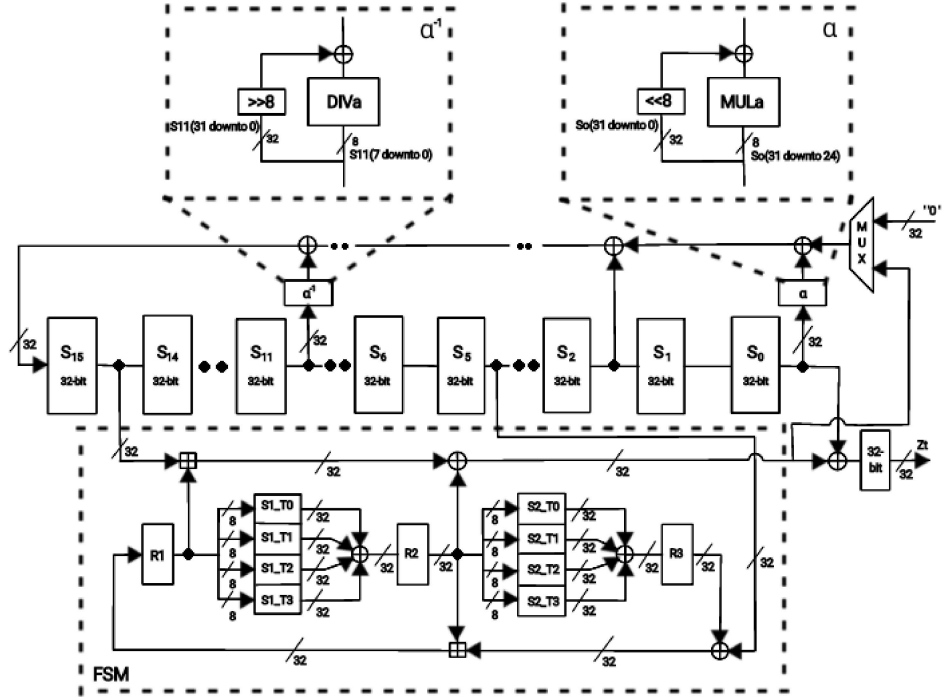 α⁻¹
α
>>8
DIVa
<<8
MULa
S11(31 downto 0)
32
8
S11(7 downto 0)
So(31 downto 0)
32
8
So(31 downto 24)
"0"
32
M
U
X
α⁻¹
α
32
32
32
S15
32-bit
S14
32-bit
S11
32-bit
S6
32-bit
S5
32-bit
S2
32-bit
S1
32-bit
S0
32-bit
32
32
32
32-
bit
32
Zt
R1
8
8
8
8
S1_T0
S1_T1
S1_T2
S1_T3
32
32
32
32
32
R2
32
8
8
8
8
S2_T0
S2_T1
S2_T2
S2_T3
32
32
32
32
32
R3
32
32
32
32
FSM